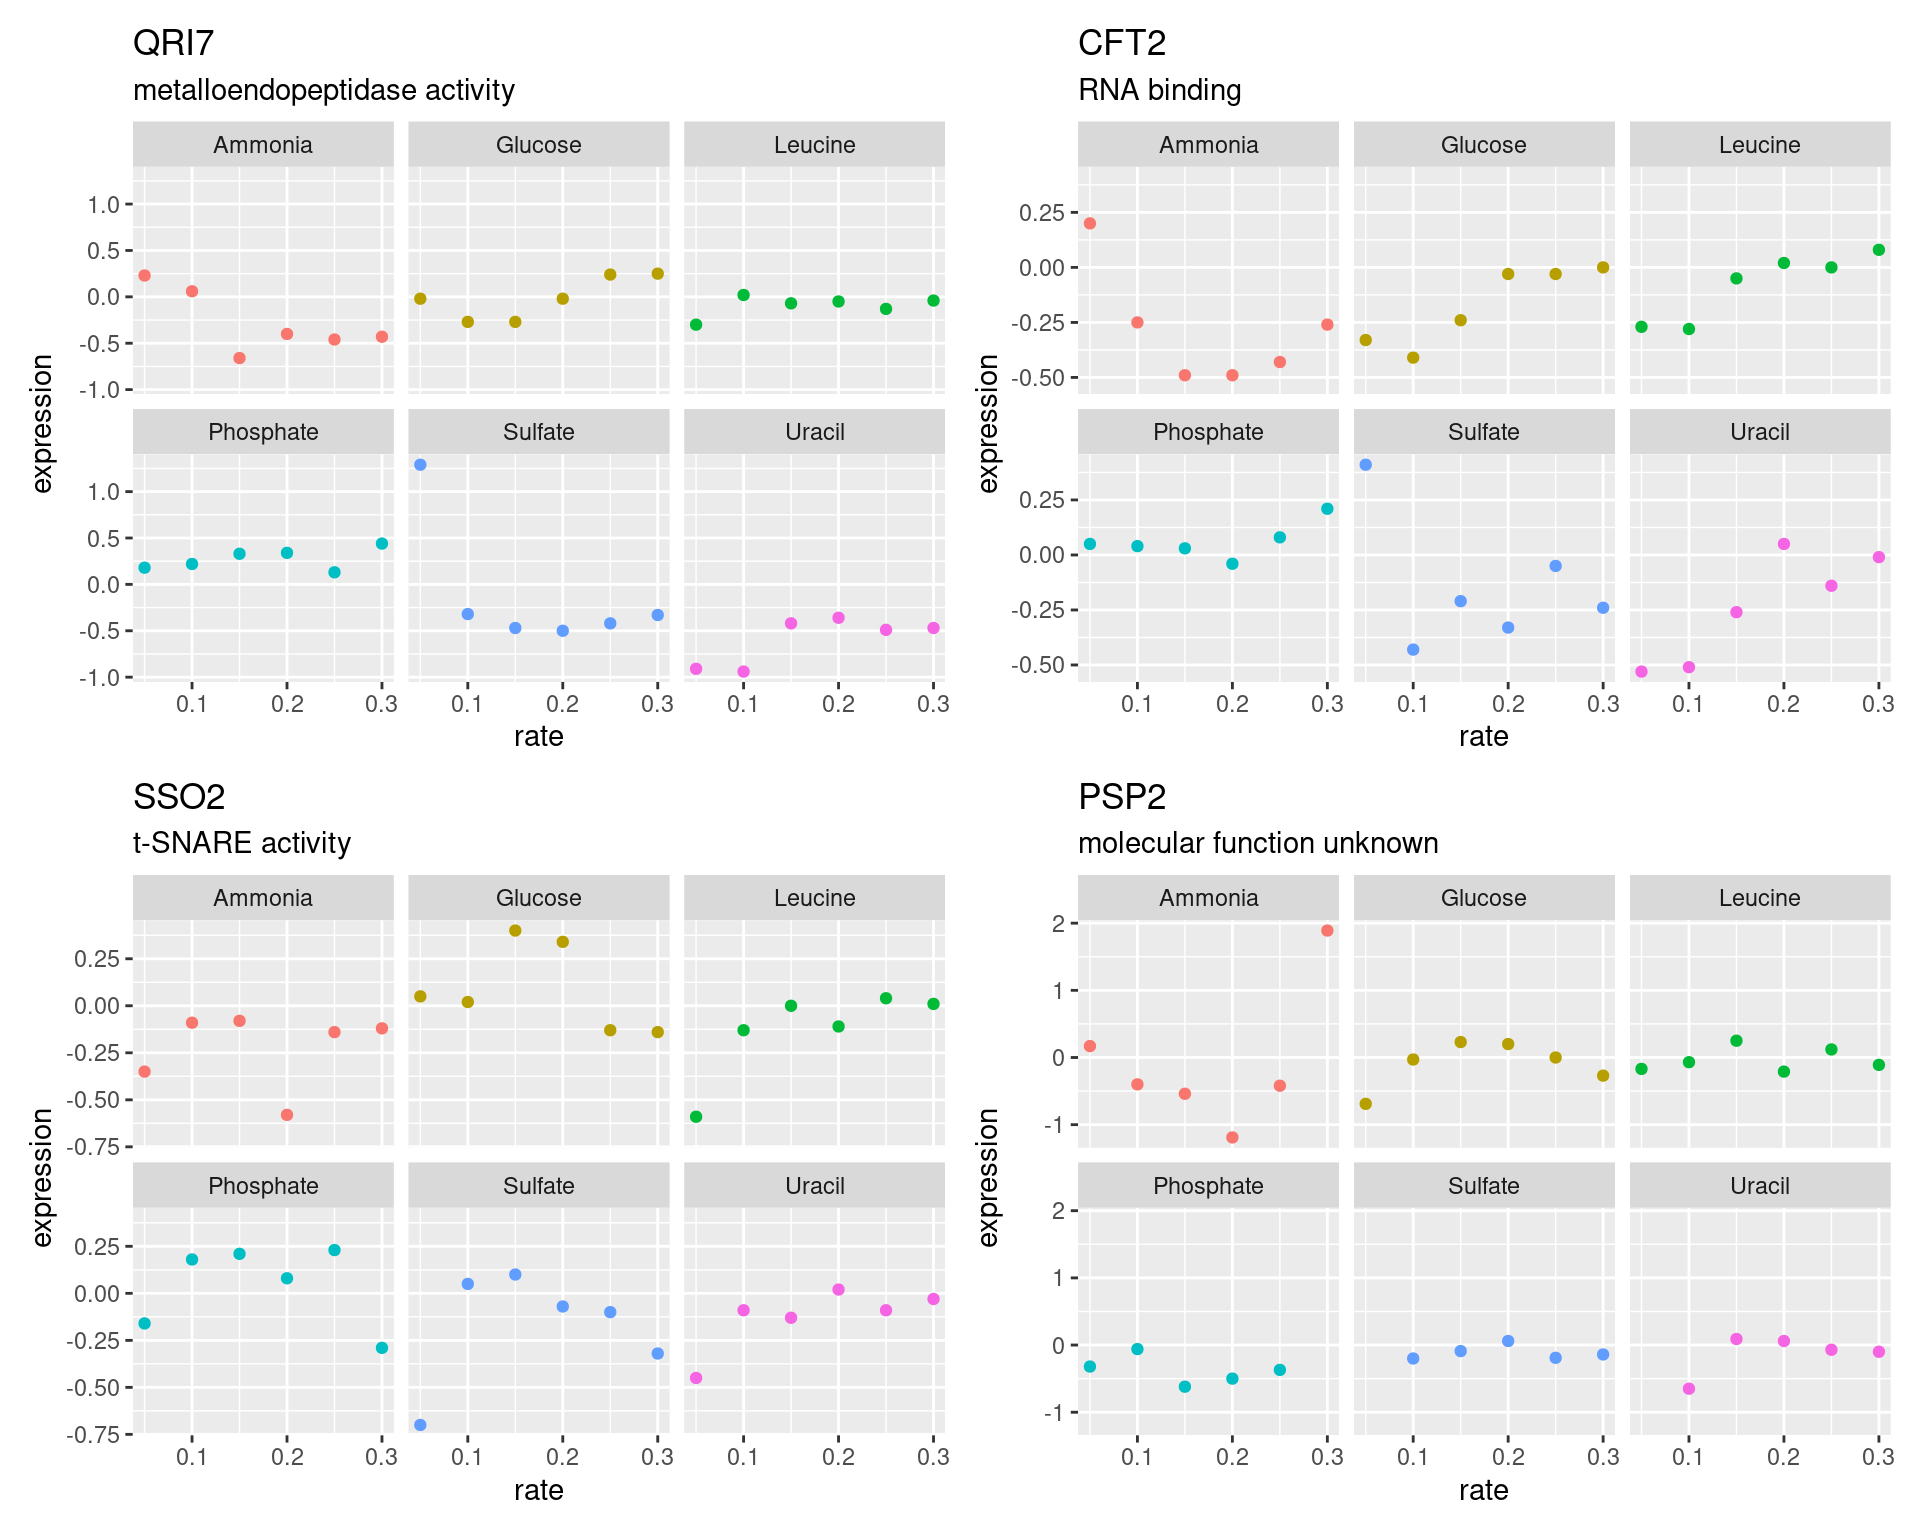 QRI7
metalloendopeptidase activity
Ammonia Glucose Leucine
1.0
0.5
0.0
-0.5
-1.0
expression
Phosphate Sulfate Uracil
1.0
0.5
0.0
-0.5
-1.0
0.1 0.2 0.3 0.1 0.2 0.3 0.1 0.2 0.3
rate
CFT2
RNA binding
Ammonia Glucose Leucine
0.25
0.00
-0.25
-0.50
expression
Phosphate Sulfate Uracil
0.25
0.00
-0.25
-0.50
0.1 0.2 0.3 0.1 0.2 0.3 0.1 0.2 0.3
rate
SSO2
t-SNARE activity
Ammonia Glucose Leucine
0.25
0.00
-0.25
-0.50
-0.75
expression
Phosphate Sulfate Uracil
0.25
0.00
-0.25
-0.50
-0.75
0.1 0.2 0.3 0.1 0.2 0.3 0.1 0.2 0.3
rate
PSP2
molecular function unknown
Ammonia Glucose Leucine
2
1
0
-1
expression
Phosphate Sulfate Uracil
2
1
0
-1
0.1 0.2 0.3 0.1 0.2 0.3 0.1 0.2 0.3
rate